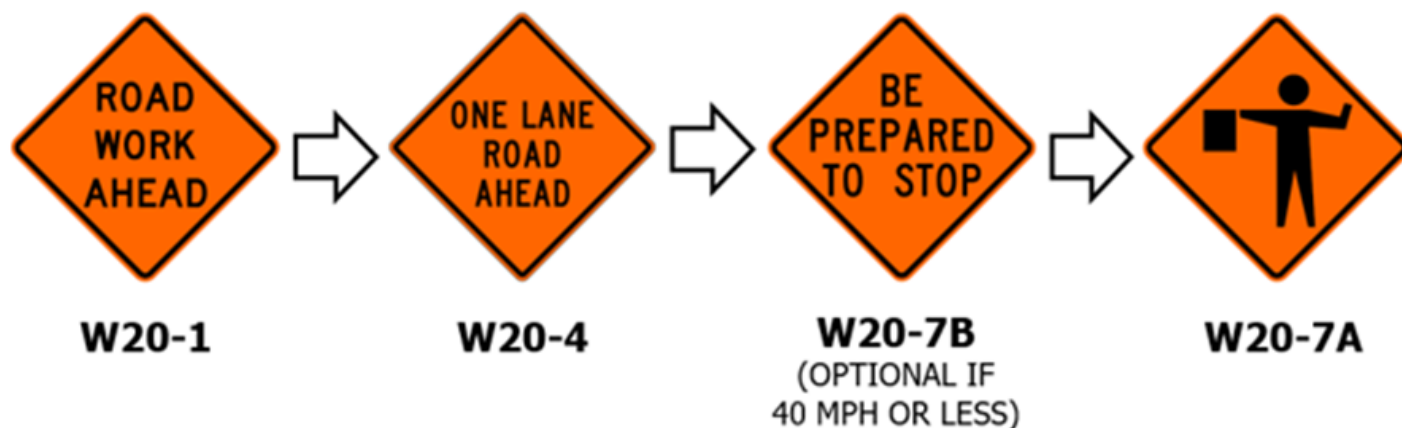 ROAD
WORK
AHEAD
W20-1
ONE LANE
ROAD
AHEAD
W20-4
BE
PREPARED
TO STOP
W20-7B
(OPTIONAL IF
40 MPH OR LESS)
W20-7A